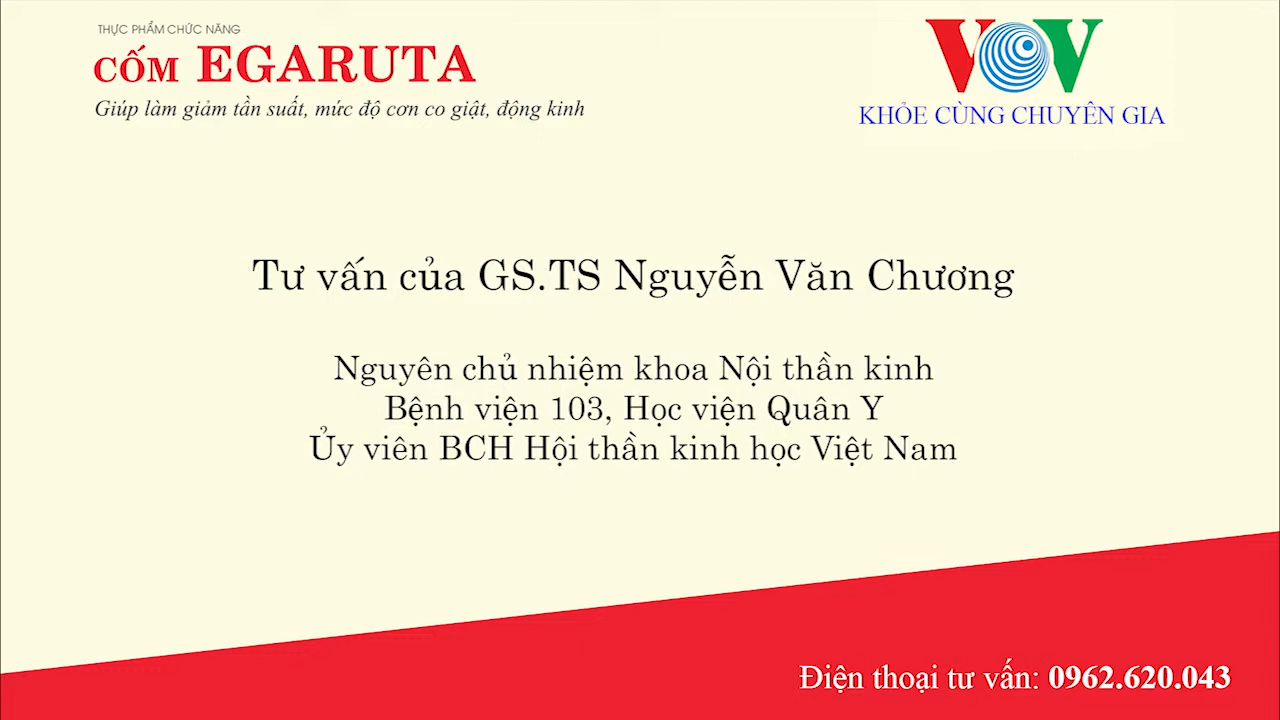 THỰC PHẨM CHỨC NĂNG
CỐM EGARUTA
Giúp làm giảm tần suất, mức độ cơn co giật, động kinh
VOV
KHỎE CÙNG CHUYÊN GIA
Tư vấn của GS.TS Nguyễn Văn Chương
Nguyên chủ nhiệm khoa Nội thần kinh
Bệnh viện 103, Học viện Quân Y
Ủy viên BCH Hội thần kinh học Việt Nam
Điện thoại tư vấn: 0962.620.043